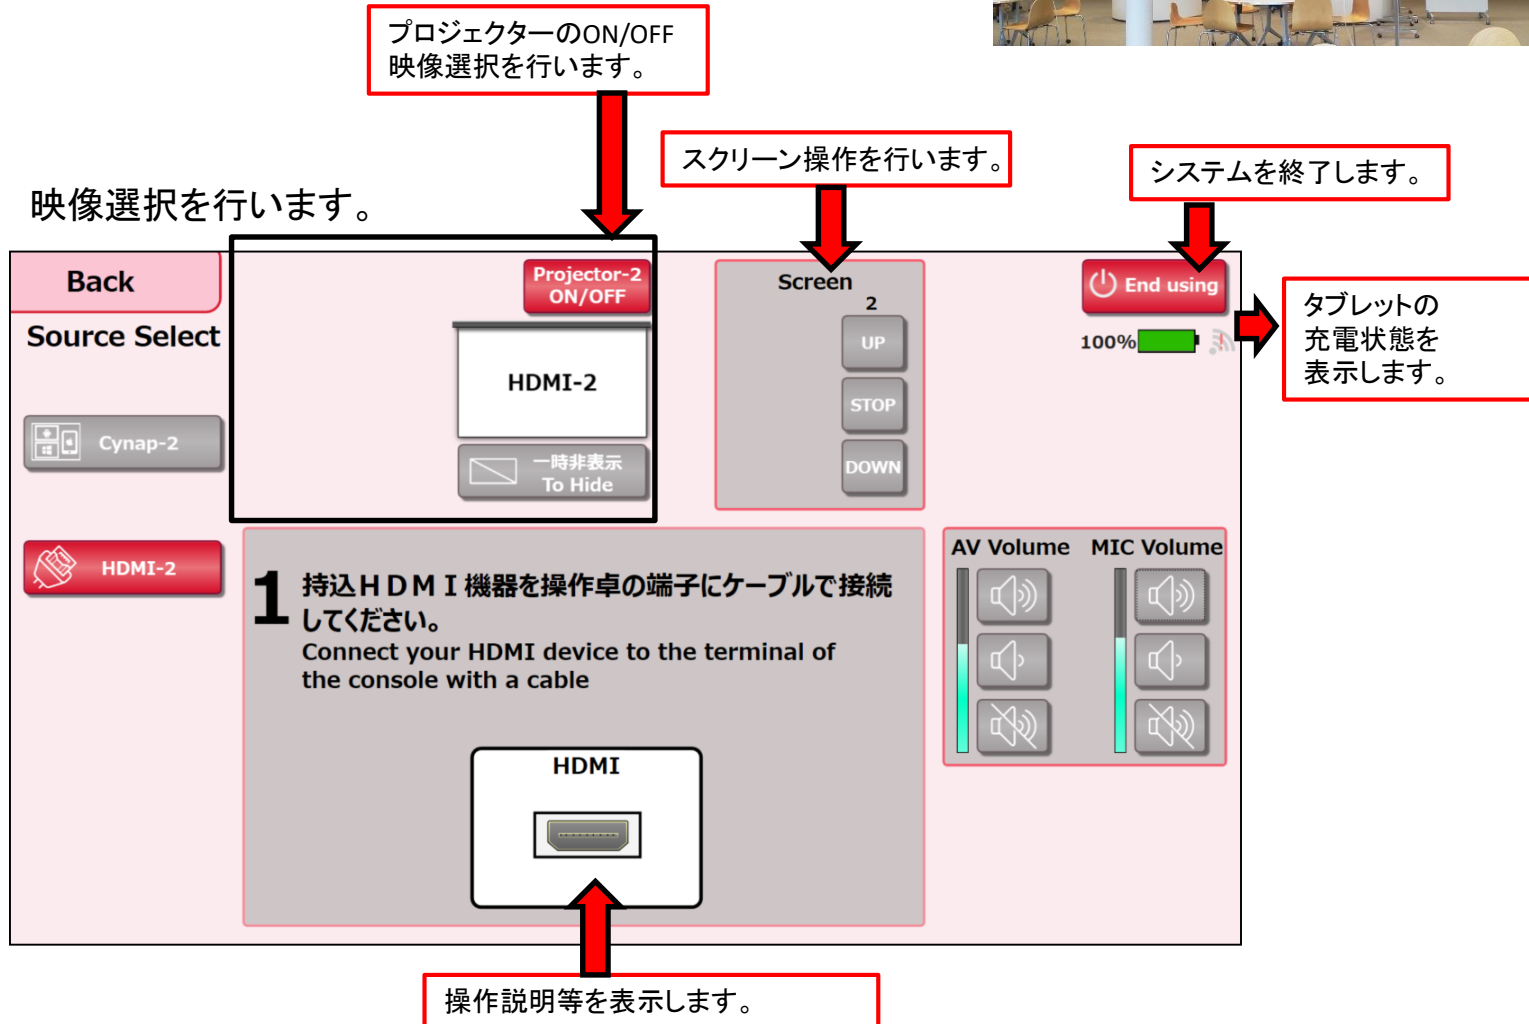 プロジェクターのON/OFF
映像選択を行います。
スクリーン操作を行います。
システムを終了します。
映像選択を行います。
Back
Source Select
Cynap-2
HDMI-2
Projector-2
ON/OFF
HDMI-2
一時非表示
To Hide
Screen
2
UP
STOP
DOWN
End using
100%
タブレットの
充電状態を
表示します。
1
持込ＨＤＭＩ機器を操作卓の端子にケーブルで接続
してください。
Connect your HDMI device to the terminal of
the console with a cable
HDMI
AV Volume
MIC Volume
操作説明等を表示します。